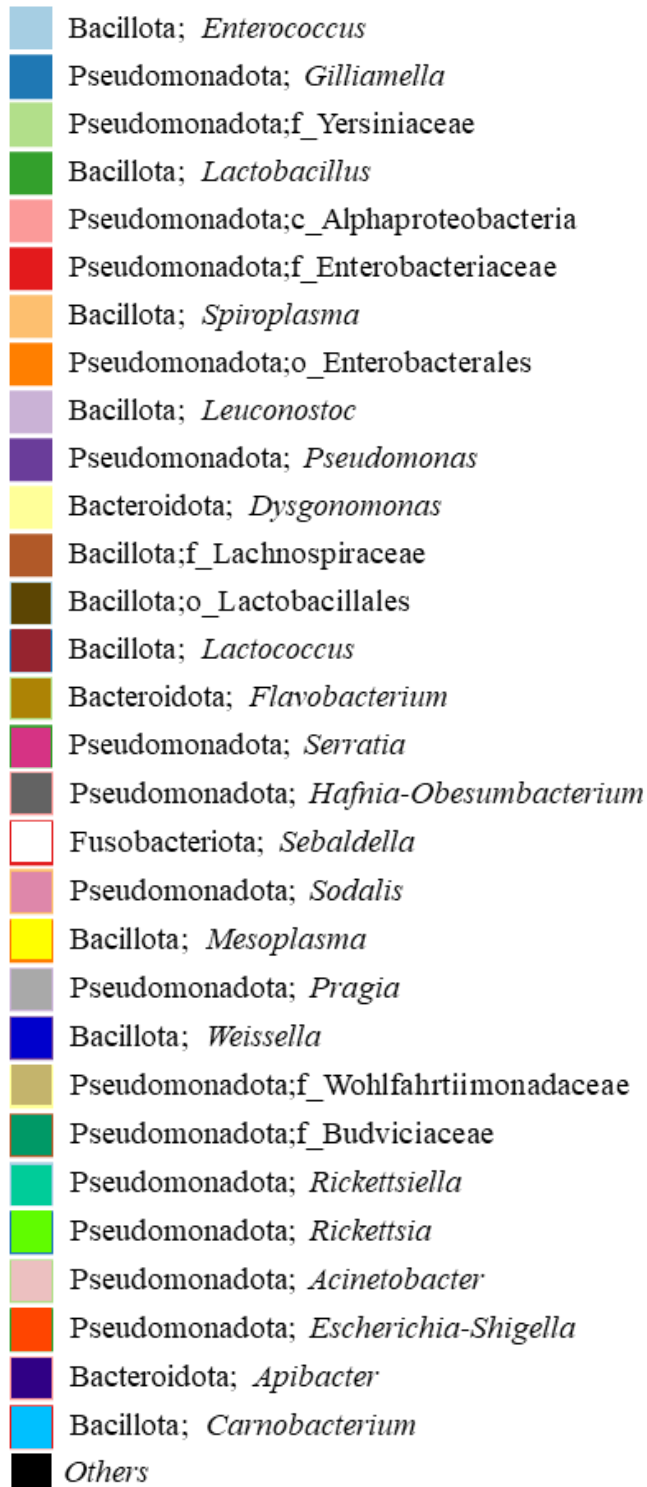 Bacillota; Enterococcus
Pseudomonadota; Gilliamella
Pseudomonadota;f_Yersiniaceae
Bacillota; Lactobacillus
Pseudomonadota;c_Alphaproteobacteria
Pseudomonadota;f_Enterobacteriaceae
Bacillota; Spiroplasma
Pseudomonadota;o_Enterobacterales
Bacillota; Leuconostoc
Pseudomonadota; Pseudomonas
Bacteroidota; Dysgonomonas
Bacillota;f_Lachnospiraceae
Bacillota;o_Lactobacillales
Bacillota; Lactococcus
Bacteroidota; Flavobacterium
Pseudomonadota; Serratia
Pseudomonadota; Hafnia-Obesumbacterium
Fusobacteriota; Sebaldella
Pseudomonadota; Sodalis
Bacillota; Mesoplasma
Pseudomonadota; Pragia
Bacillota; Weissella
Pseudomonadota;f_Wohlfahrtiimonadaceae
Pseudomonadota;f_Budviciaceae
Pseudomonadota; Rickettsiella
Pseudomonadota; Rickettsia
Pseudomonadota; Acinetobacter
Pseudomonadota; Escherichia-Shigella
Bacteroidota; Apibacter
Bacillota; Carnobacterium
Others